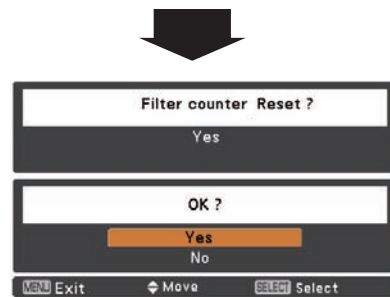 Filter counter Reset ?
Yes
OK ?
Yes
No
MENU Exit Move SELECT Select